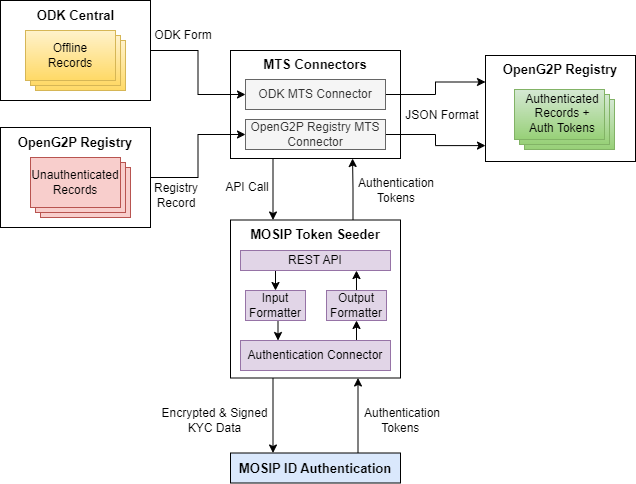 ODK Central
Offline
Records
ODK Form
MTS Connectors
ODK MTS Connector
OpenG2P Registry MTS
Connector
OpenG2P Registry
Authenticated
Records +
Auth Tokens
JSON Format
OpenG2P Registry
Unauthenticated
Records
Registry
Record
API Call
Authentication
Tokens
MOSIP Token Seeder
REST API
Input
Formatter
Output
Formatter
Authentication Connector
Encrypted & Signed
KYC Data
Authentication
Tokens
MOSIP ID Authentication